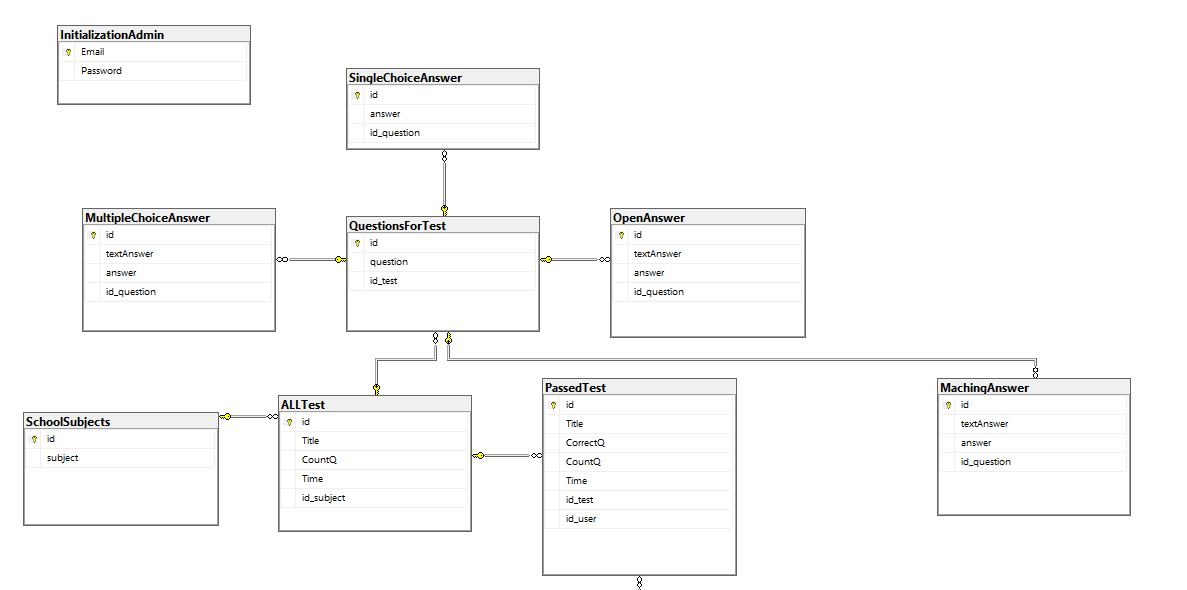 InitializationAdmin
Email
Password
SingleChoiceAnswer
id
answer
id_question
MultipleChoiceAnswer
id
textAnswer
answer
id_question
QuestionsForTest
id
question
id_test
OpenAnswer
id
textAnswer
answer
id_question
SchoolSubjects
id
subject
ALLTest
id
Title
CountQ
Time
id_subject
PassedTest
id
Title
CorrectQ
CountQ
Time
id_test
id_user
MachingAnswer
id
textAnswer
answer
id_question